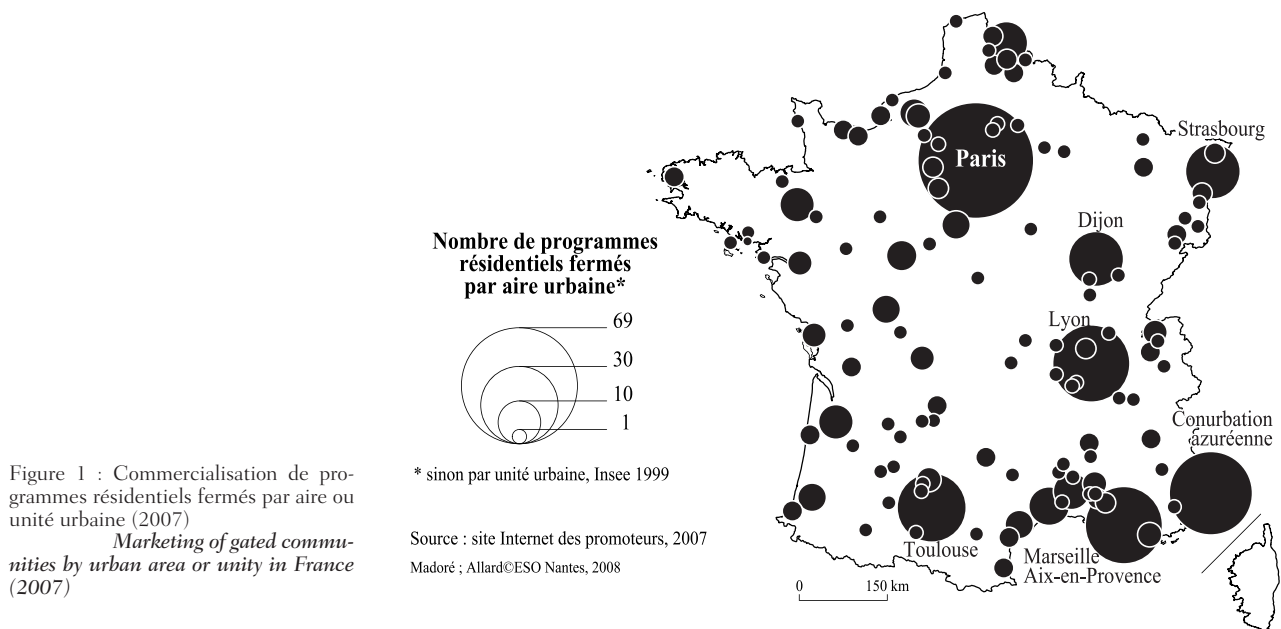 Figure 1 : Commercialisation de pro-
grammes résidentiels fermés par aire ou
unité urbaine (2007)
Marketing of gated commu-
nities by urban area or unity in France
(2007)
Nombre de programmes
résidentiels fermés
par aire urbaine*
69
30
10
1
* sinon par unité urbaine, Insee 1999
Source : site Internet des promoteurs, 2007
Madoré ; Allard©ESO Nantes, 2008
Strasbourg
Paris
Dijon
Lyon
Conurbation
azuréenne
Toulouse
Marseille
Aix-en-Provence
0 150 km